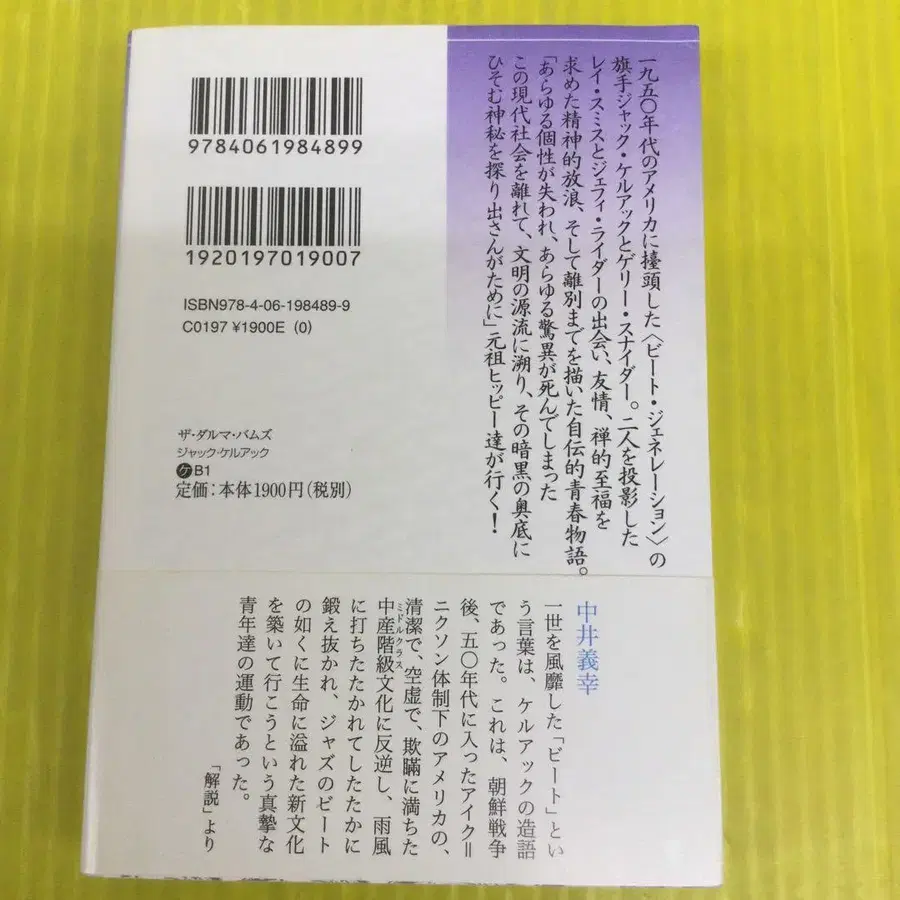 一九五〇年代のアメリカに擡頭した〈ビート・ジェネレーション〉の
旗手ジャック・ケルアックとゲリー・スナイダー。二人を投影した
レイ・スミスとジェフィ・ライダーの出会い、友情、禅的至福を
求めた精神的放浪、そして離別までを描いた自伝的青春物語。
「あらゆる個性が失われ、あらゆる驚異が死んでしまった
この現代社会を離れて、文明の源流に溯り、その暗黒の奥底に
ひそむ神秘を探り出さんがために」元祖ヒッピー達が行く!
9784061984899
1920197019007
ISBN978-4-06-198489-9
C0197 ¥1900E (0)
ザ・ダルマ・バムズ
ジャック・ケルアック
ケB1
定価:本体1900円(税別)
中井義幸
一世を風靡した「ビート」とい
う言葉は、ケルアックの造語
であった。これは、朝鮮戦争
後、五〇年代に入ったアイク=
ニクソン体制下のアメリカの、
清潔で、空虚で、欺瞞に満ちた
ミドルクラス
中産階級文化に反逆し、雨風
に打ちたたかれてしたたかに
鍛え抜かれ、ジャズのビート
の如くに生命に溢れた新文化
を築いて行こうという真摯な
青年達の運動であった。
「解説」より